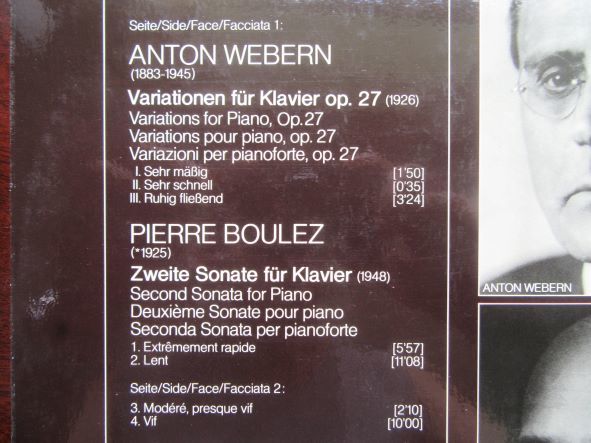 Seite/Side/Face/Facciata 1:
ANTON WEBERN
(1883-1945)
Variationen für Klavier op. 27 (1926)
Variations for Piano, Op. 27
Variations pour piano, op. 27
Variazioni per pianoforte, op. 27
I. Sehr mäßig [1'50]
II. Sehr schnell [0'35]
III. Ruhig fließend [3'24]
PIERRE BOULEZ
(*1925)
Zweite Sonate für Klavier (1948)
Second Sonata for Piano
Deuxième Sonate pour piano
Seconda Sonata per pianoforte
1. Extrêmement rapide [5'57]
2. Lent [11'08]
Seite/Side/Face/Facciata 2:
3. Modéré, presque vif [2'10]
4. Vif [10'00]
ANTON WEBERN